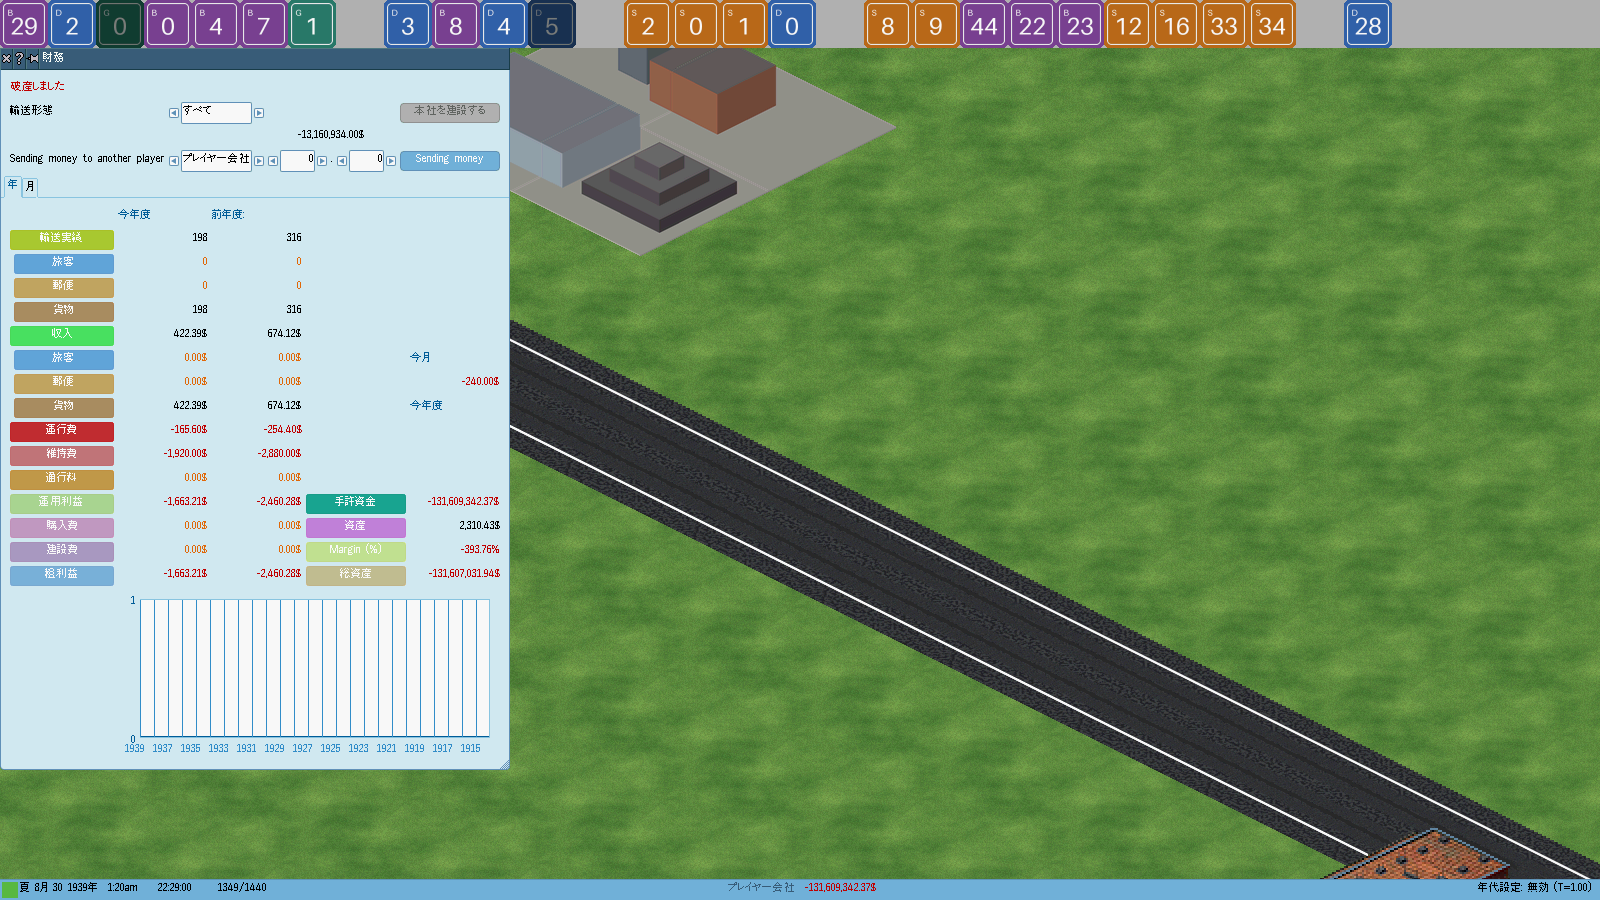 B 29 D 2 G 0 B 0 B 4 B 7 G 1 D 3 B 8 D 4 D 5 S 2 S 0 S 1 D 0 S 8 S 9 B 44 B 22 B 23 S 12 S 16 S 33 S 34 D 28
× ? 財務
破産しました
輸送形態 すべて 本社を建設する
-13,160,934.00$
Sending money to another player プレイヤー会社 0 . 0 Sending money
年 月
今年度 前年度:
輸送実績 198 316
旅客 0 0
郵便 0 0
貨物 198 316
収入 422.39$ 674.12$
旅客 0.00$ 0.00$ 今月
郵便 0.00$ 0.00$ -240.00$
貨物 422.39$ 674.12$ 今年度
運行費 -165.60$ -254.40$
維持費 -1,920.00$ -2,880.00$
通行料 0.00$ 0.00$
運用利益 -1,663.21$ -2,460.28$ 手許資金 -131,609,342.37$
購入費 0.00$ 0.00$ 資産 2,310.43$
建設費 0.00$ 0.00$ Margin (%) -393.76%
粗利益 -1,663.21$ -2,460.28$ 総資産 -131,607,031.94$
1
0
1939 1937 1935 1933 1931 1929 1927 1925 1923 1921 1919 1917 1915
夏 8月 30 1939年 1:20am 22:29:00 1349/1440 プレイヤー会社 -131,609,342.37$ 年代設定: 無効 (T=1.00)